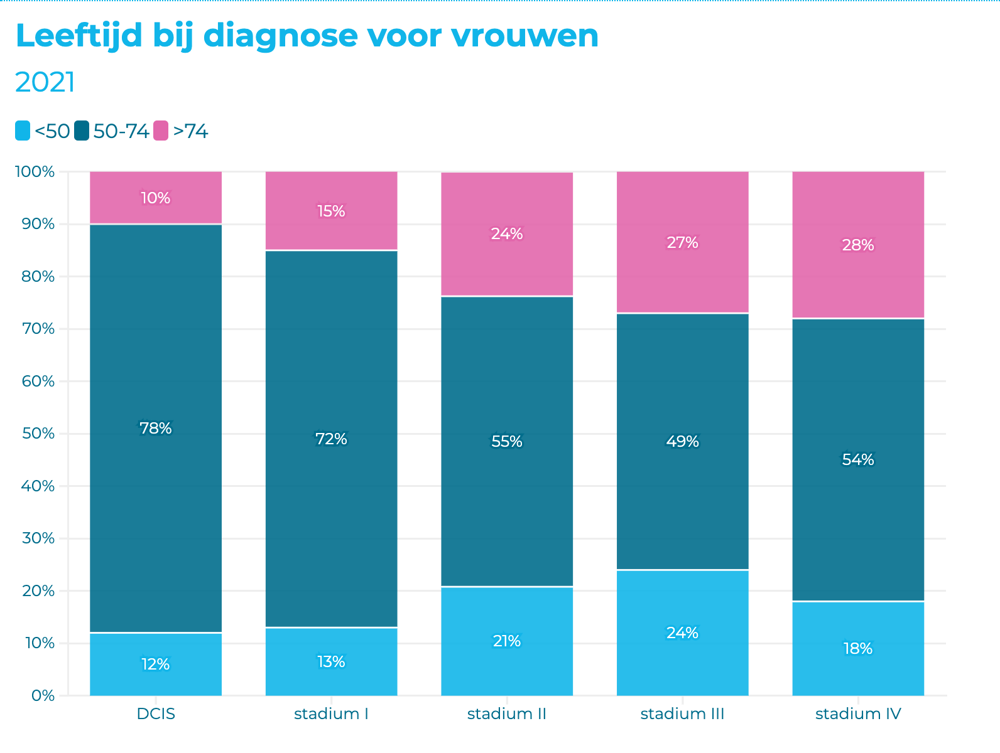 Leeftijd bij diagnose voor vrouwen
2021
<50 50-74 >74
100%
90%
80%
70%
60%
50%
40%
30%
20%
10%
0%
10% 15% 24% 27% 28%
78% 72% 55% 49% 54%
12% 13% 21% 24% 18%
DCIS stadium I stadium II stadium III stadium IV